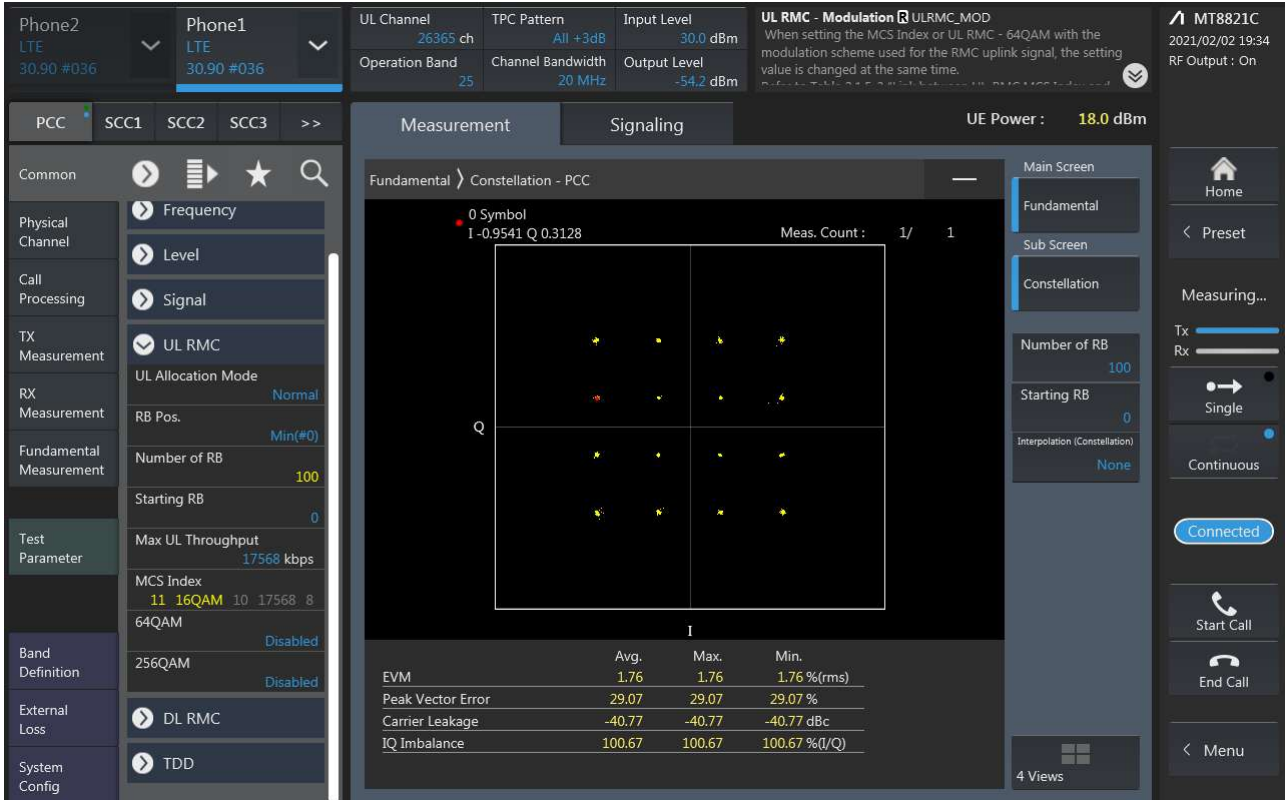 Phone2
LTE
30.90 #036
Phone1
LTE
30.90 #036
UL Channel
26365 ch
TPC Pattern
All +3dB
Input Level
30.0 dBm
Operation Band
25
Channel Bandwidth
20 MHz
Output Level
-54.2 dBm
UL RMC - Modulation R ULRMC_MOD
When setting the MCS Index or UL RMC - 64QAM with the
modulation scheme used for the RMC uplink signal, the setting
value is changed at the same time.
MT8821C
2021/02/02 19:34
RF Output : On
PCC SCC1 SCC2 SCC3 >>
Measurement
Signaling
UE Power : 18.0 dBm
Common
Physical
Channel
Call
Processing
TX
Measurement
RX
Measurement
Fundamental
Measurement
Test
Parameter
Band
Definition
External
Loss
System
Config
Frequency
Level
Signal
UL RMC
UL Allocation Mode
Normal
RB Pos.
Min(#0)
Number of RB
100
Starting RB
0
Max UL Throughput
17568 kbps
MCS Index
11 16QAM 10 17568 8
64QAM
Disabled
256QAM
Disabled
DL RMC
TDD
Fundamental 〉 Constellation - PCC
0 Symbol
I -0.9541 Q 0.3128
Meas. Count : 1/ 1
Q
I
Avg. Max. Min.
EVM 1.76 1.76 1.76 %(rms)
Peak Vector Error 29.07 29.07 29.07 %
Carrier Leakage -40.77 -40.77 -40.77 dBc
IQ Imbalance 100.67 100.67 100.67 %(I/Q)
Main Screen
Fundamental
Sub Screen
Constellation
Number of RB
100
Starting RB
0
Interpolation (Constellation)
None
4 Views
Home
< Preset
Measuring...
Tx
Rx
Single
Continuous
Connected
Start Call
End Call
< Menu